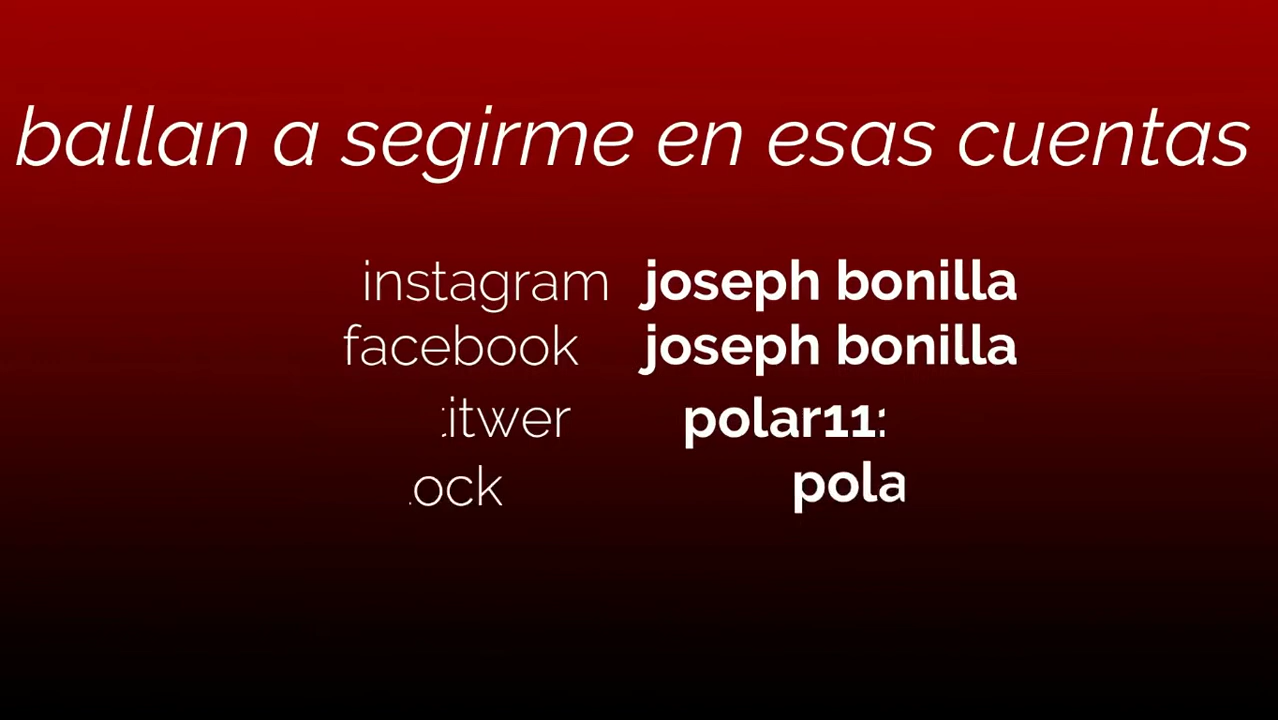 ballan a segirme en esas cuentas
instagram joseph bonilla
facebook joseph bonilla
itwer polar11:
ock pola